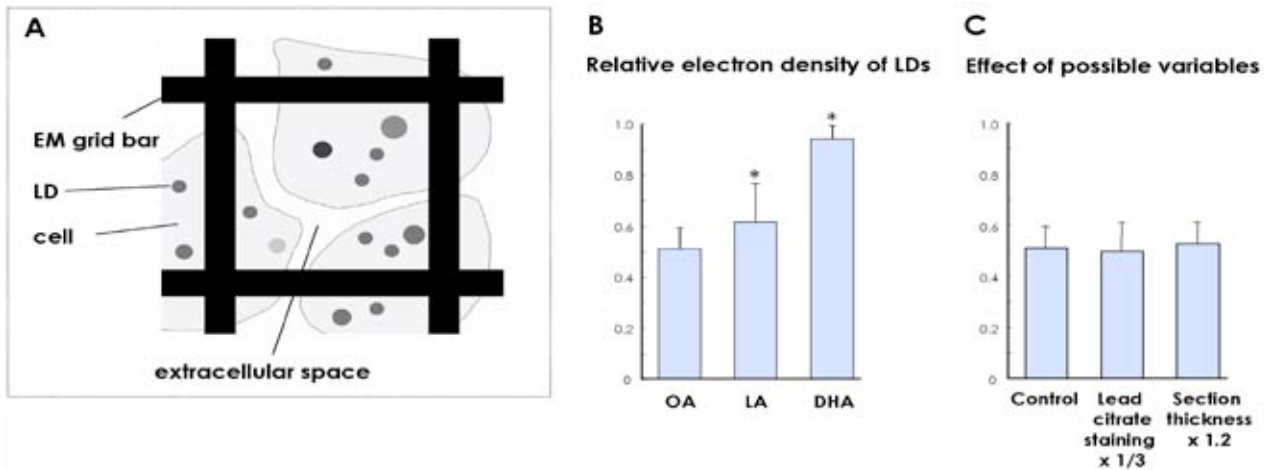 A
EM grid bar
LD
cell
extracellular space
B
Relative electron density of LDs
1.0
0.8
0.6
0.4
0.2
0
*
*
OA LA DHA
C
Effect of possible variables
1.0
0.8
0.6
0.4
0.2
0
Control
Lead
citrate
staining
x 1/3
Section
thickness
x 1.2